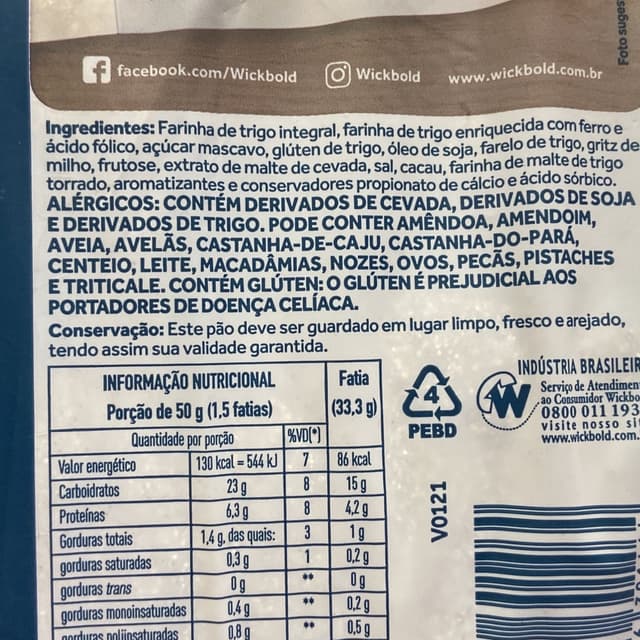 Foto suges
facebook.com/Wickbold Wickbold www.wickbold.com.br
Ingredientes: Farinha de trigo integral, farinha de trigo enriquecida com ferro e
ácido fólico, açúcar mascavo, glúten de trigo, óleo de soja, farelo de trigo, gritz de
milho, frutose, extrato de malte de cevada, sal, cacau, farinha de malte de trigo
torrado, aromatizantes e conservadores propionato de cálcio e ácido sórbico.
ALÉRGICOS: CONTÉM DERIVADOS DE CEVADA, DERIVADOS DE SOJA
E DERIVADOS DE TRIGO. PODE CONTER AMÊNDOA, AMENDOIM,
AVEIA, AVELÃS, CASTANHA-DE-CAJU, CASTANHA-DO-PARÁ,
CENTEIO, LEITE, MACADÂMIAS, NOZES, OVOS, PECÃS, PISTACHES
E TRITICALE. CONTÉM GLÚTEN: O GLÚTEN É PREJUDICIAL AOS
PORTADORES DE DOENÇA CELÍACA.
Conservação: Este pão deve ser guardado em lugar limpo, fresco e arejado,
tendo assim sua validade garantida.
INFORMAÇÃO NUTRICIONAL Fatia
Porção de 50 g (1,5 fatias) (33,3 g)
Quantidade por porção %VD(*)
Valor energético 130 kcal = 544 kJ 7 86 kcal
Carboidratos 23 g 8 15 g
Proteínas 6,3 g 8 4,2 g
Gorduras totais 1,4 g, das quais: 3 1 g
gorduras saturadas 0,3 g 1 0,2 g
gorduras trans 0 g ** 0 g
gorduras monoinsaturadas 0,4 g ** 0,2 g
gorduras poliinsaturadas 0,8 g ** 0,5 g
4
PEBD
V0121
INDÚSTRIA BRASILEIR
W
Serviço de Atendimen
ao Consumidor Wickbo
0800 011 193
visite nosso si
www.wickbold.com.